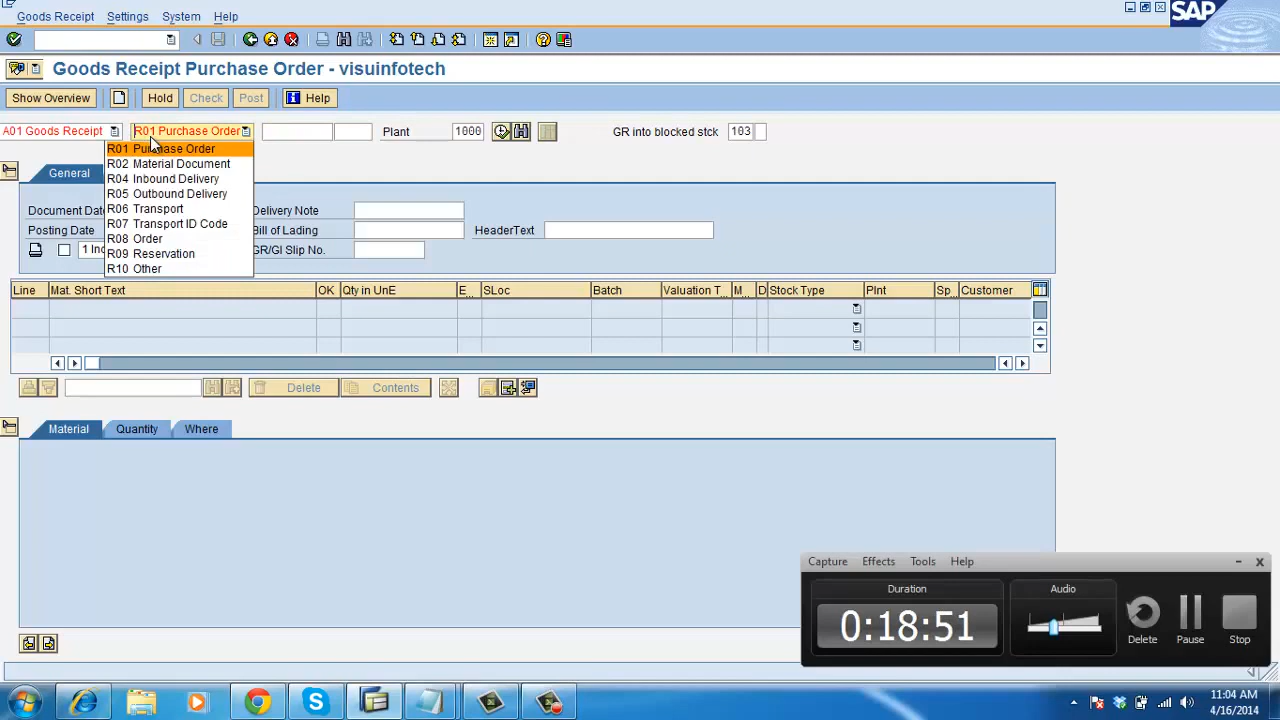 Goods Receipt Settings System Help
SAP
Goods Receipt Purchase Order - visuinfotech
Show Overview Hold Check Post Help
A01 Goods Receipt R01 Purchase Order Plant 1000 GR into blocked stck 103
R01 Purchase Order
R02 Material Document
R04 Inbound Delivery
R05 Outbound Delivery
R06 Transport
R07 Transport ID Code
R08 Order
R09 Reservation
R10 Other
General
Document Date Delivery Note
Posting Date Bill of Lading HeaderText
1 GR/GI Slip No.
Line Mat. Short Text OK Qty in UnE E... SLoc Batch Valuation T... M... D Stock Type Plnt Sp... Customer
Delete Contents
Material Quantity Where
Capture Effects Tools Help
Duration Audio
0:18:51
Delete Pause Stop
11:04 AM
4/16/2014